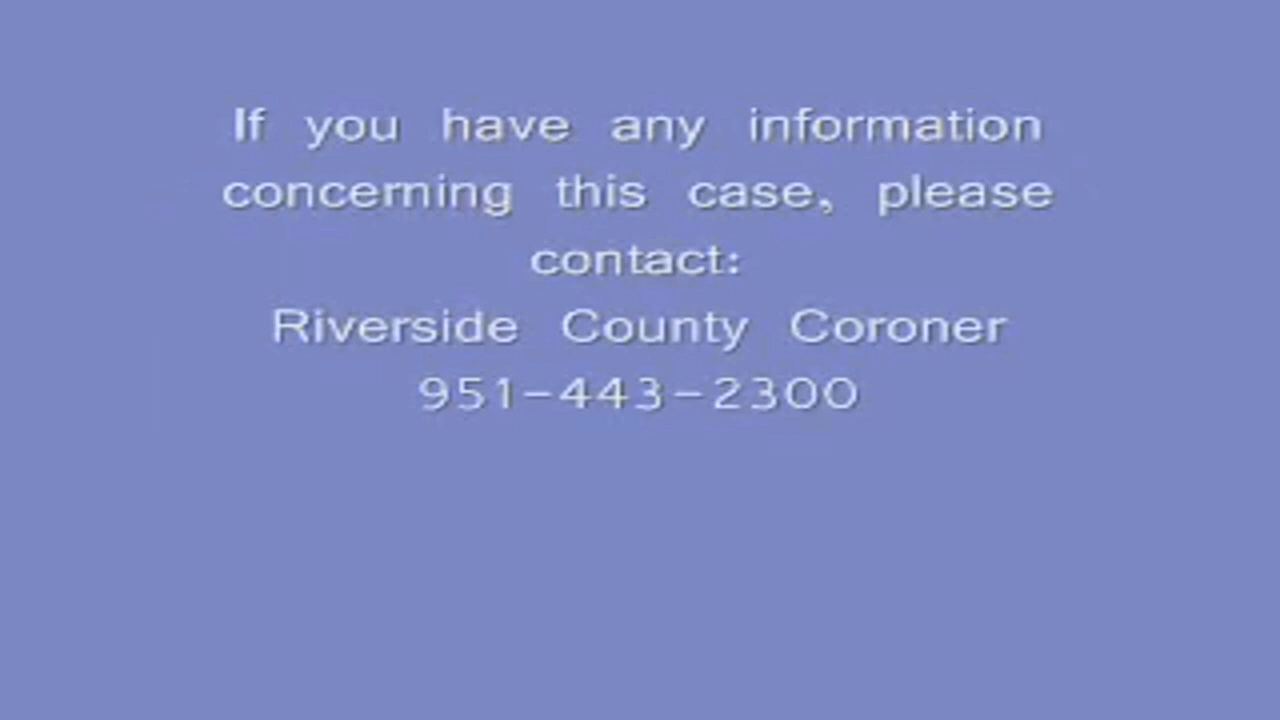 If you have any information
concerning this case, please
contact:
Riverside County Coroner
951-443-2300